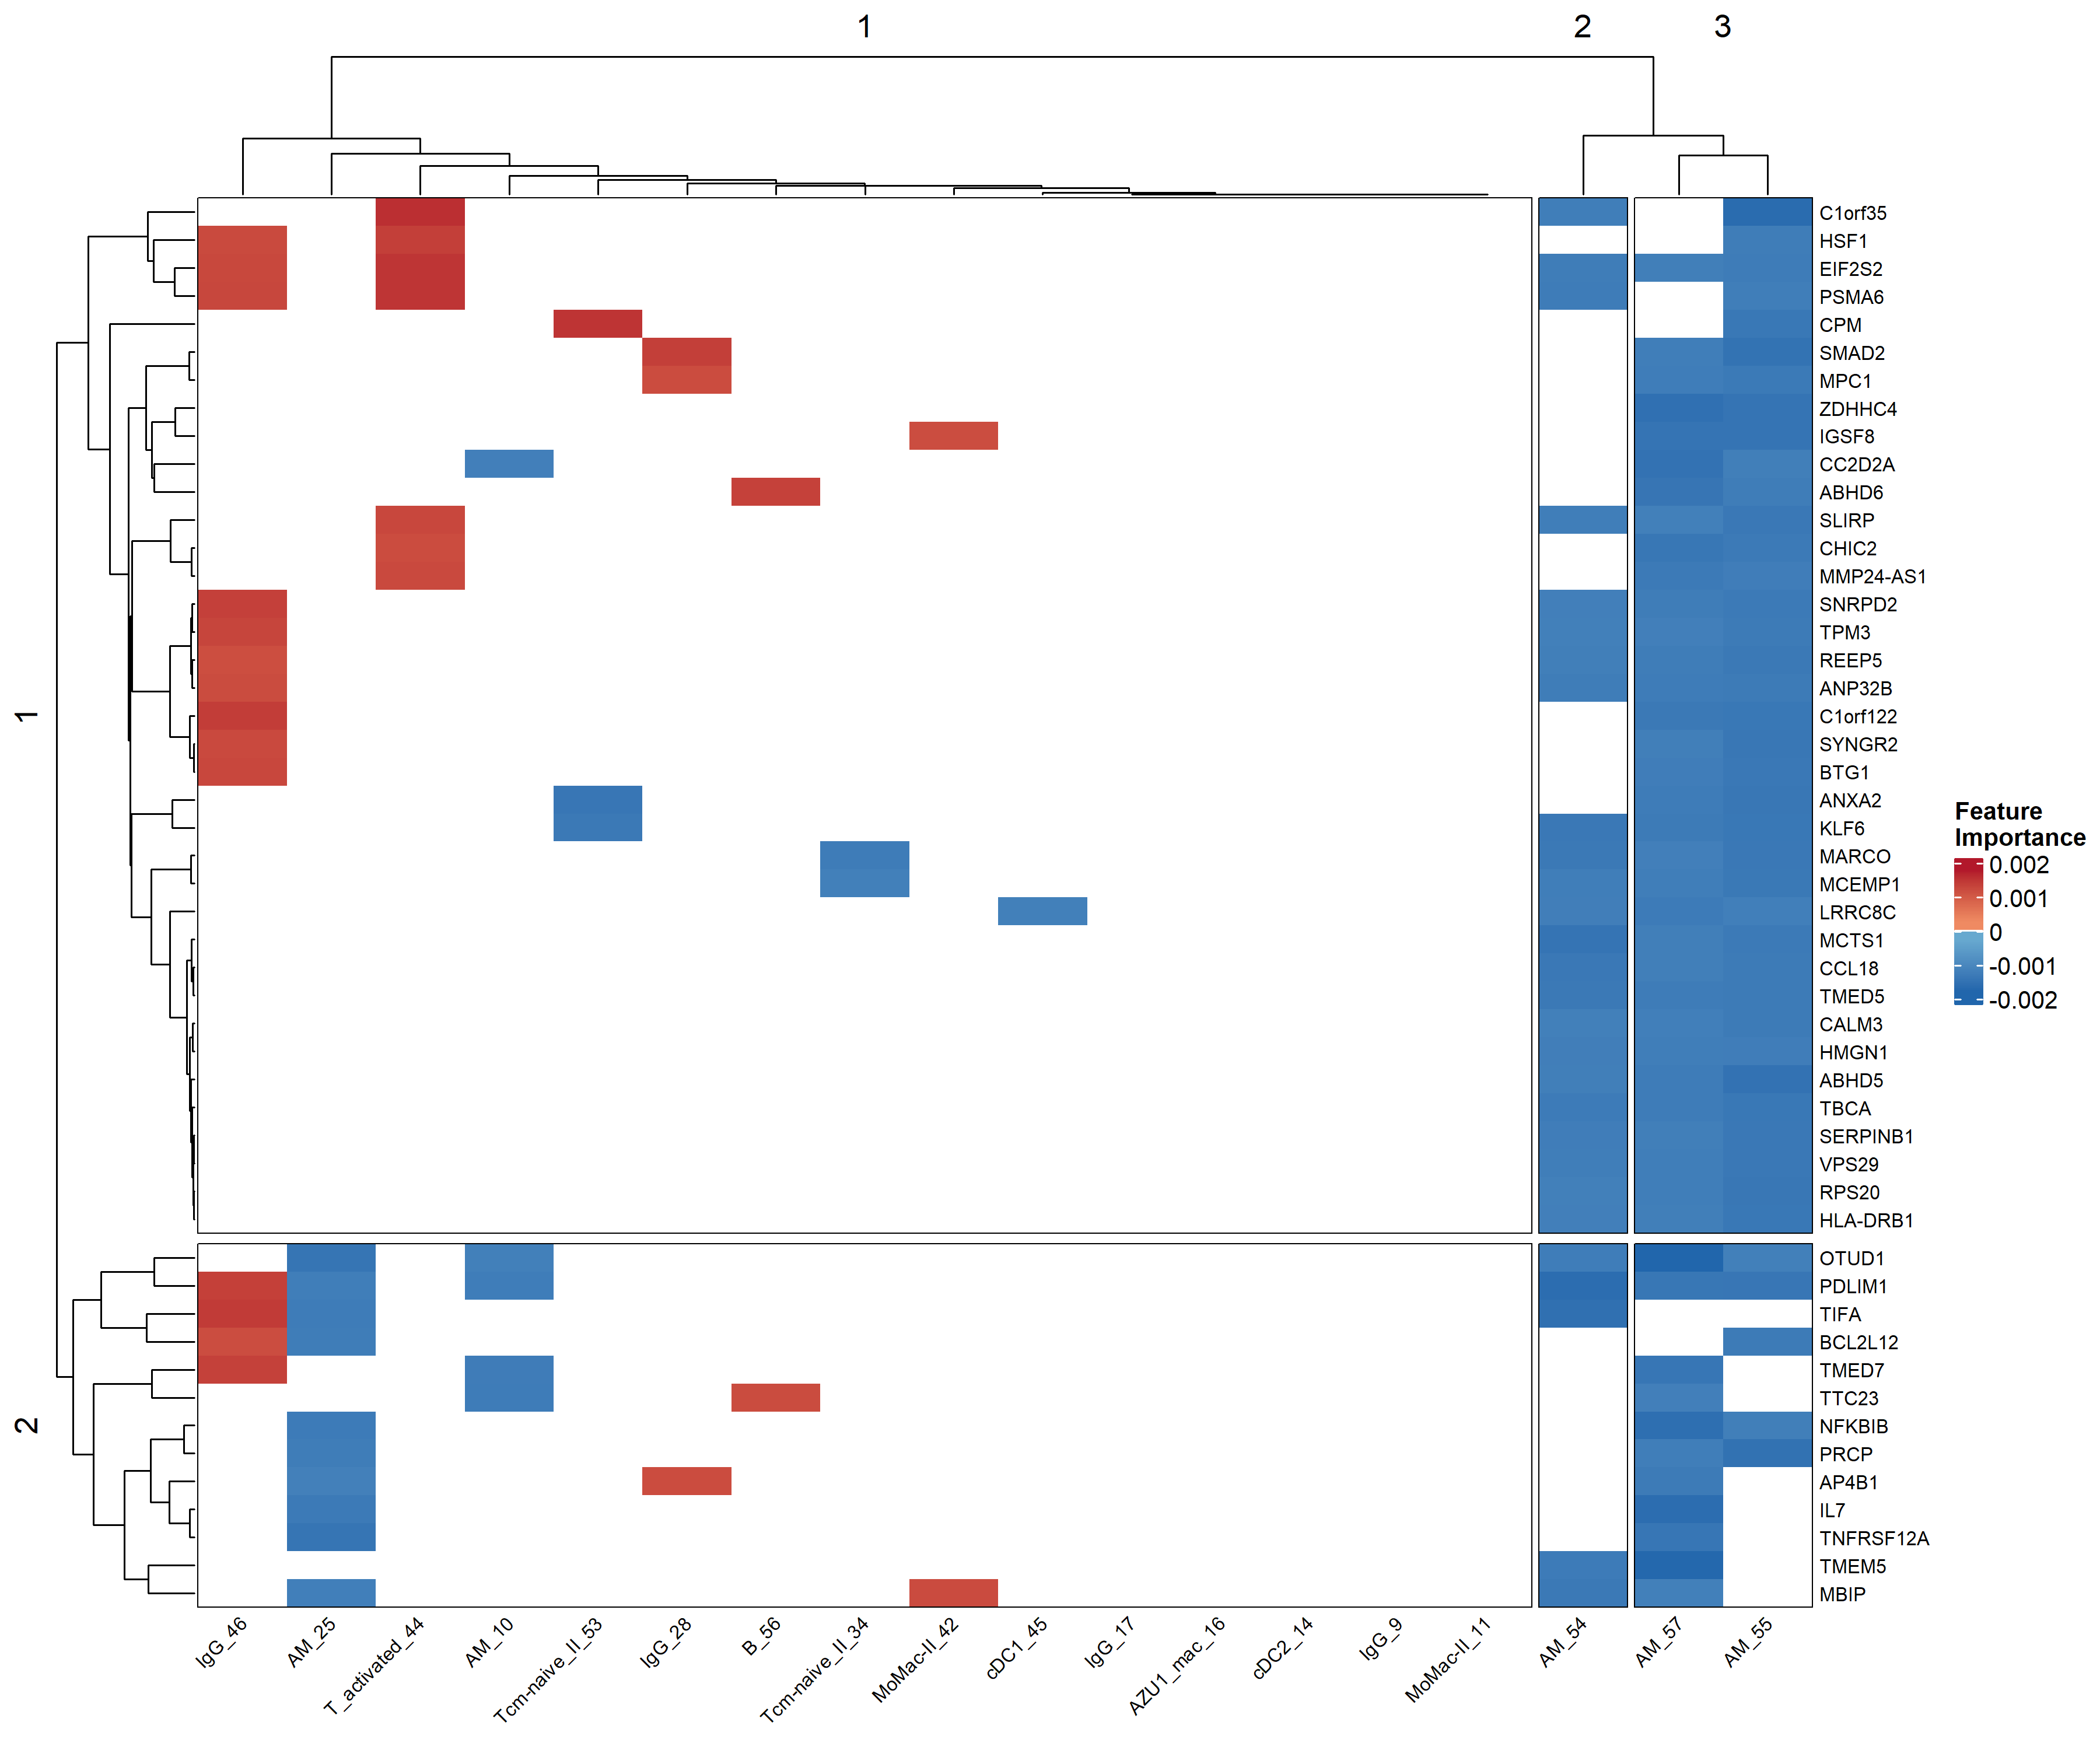 1
2
3
C1orf35
HSF1
EIF2S2
PSMA6
CPM
SMAD2
MPC1
ZDHHC4
IGSF8
CC2D2A
ABHD6
SLIRP
CHIC2
MMP24-AS1
SNRPD2
TPM3
REEP5
ANP32B
C1orf122
SYNGR2
BTG1
ANXA2
KLF6
MARCO
MCEMP1
LRRC8C
MCTS1
CCL18
TMED5
CALM3
HMGN1
ABHD5
TBCA
SERPINB1
VPS29
RPS20
HLA-DRB1
OTUD1
PDLIM1
TIFA
BCL2L12
TMED7
TTC23
NFKBIB
PRCP
AP4B1
IL7
TNFRSF12A
TMEM5
MBIP
1
2
Feature
Importance
0.002
0.001
0
-0.001
-0.002
IgG_46
AM_25
T_activated_44
AM_10
Tcm-naive_II_53
IgG_28
B_56
Tcm-naive_II_34
MoMac-II_42
cDC1_45
IgG_17
AZU1_mac_16
cDC2_14
IgG_9
MoMac-II_11
AM_54
AM_57
AM_55